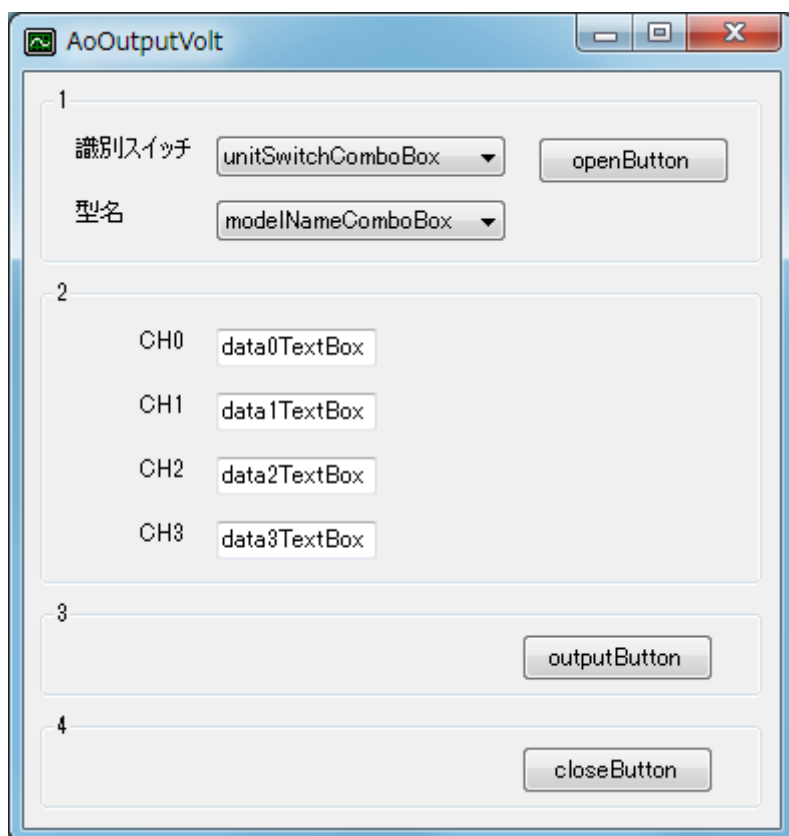 AoOutputVolt
1
識別スイッチ unitSwitchComboBox openButton
型名 modelNameComboBox
2
CH0 data0TextBox
CH1 data1TextBox
CH2 data2TextBox
CH3 data3TextBox
3
outputButton
4
closeButton